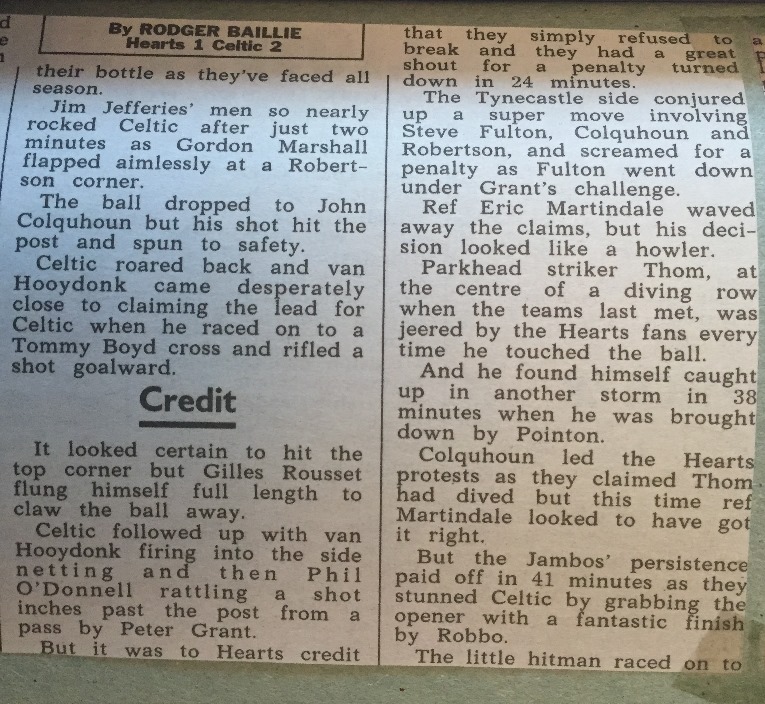 By RODGER BAILLIE
Hearts 1 Celtic 2
their bottle as they've faced all
season.
Jim Jefferies' men so nearly
rocked Celtic after just two
minutes as Gordon Marshall
flapped aimlessly at a Robert-
son corner.
The ball dropped to John
Colquhoun but his shot hit the
post and spun to safety.
Celtic roared back and van
Hooydonk came desperately
close to claiming the lead for
Celtic when he raced on to a
Tommy Boyd cross and rifled a
shot goalward.
Credit
It looked certain to hit the
top corner but Gilles Rousset
flung himself full length to
claw the ball away.
Celtic followed up with van
Hooydonk firing into the side
netting and then Phil
O'Donnell rattling a shot
inches past the post from a
pass by Peter Grant.
But it was to Hearts credit
that they simply refused to
break and they had a great
shout for a penalty turned
down in 24 minutes.
The Tynecastle side conjured
up a super move involving
Steve Fulton, Colquhoun and
Robertson, and screamed for a
penalty as Fulton went down
under Grant's challenge.
Ref Eric Martindale waved
away the claims, but his deci-
sion looked like a howler.
Parkhead striker Thom, at
the centre of a diving row
when the teams last met, was
jeered by the Hearts fans every
time he touched the ball.
And he found himself caught
up in another storm in 38
minutes when he was brought
down by Pointon.
Colquhoun led the Hearts
protests as they claimed Thom
had dived but this time ref
Martindale looked to have got
it right.
But the Jambos' persistence
paid off in 41 minutes as they
stunned Celtic by grabbing the
opener with a fantastic finish
by Robbo.
The little hitman raced on to